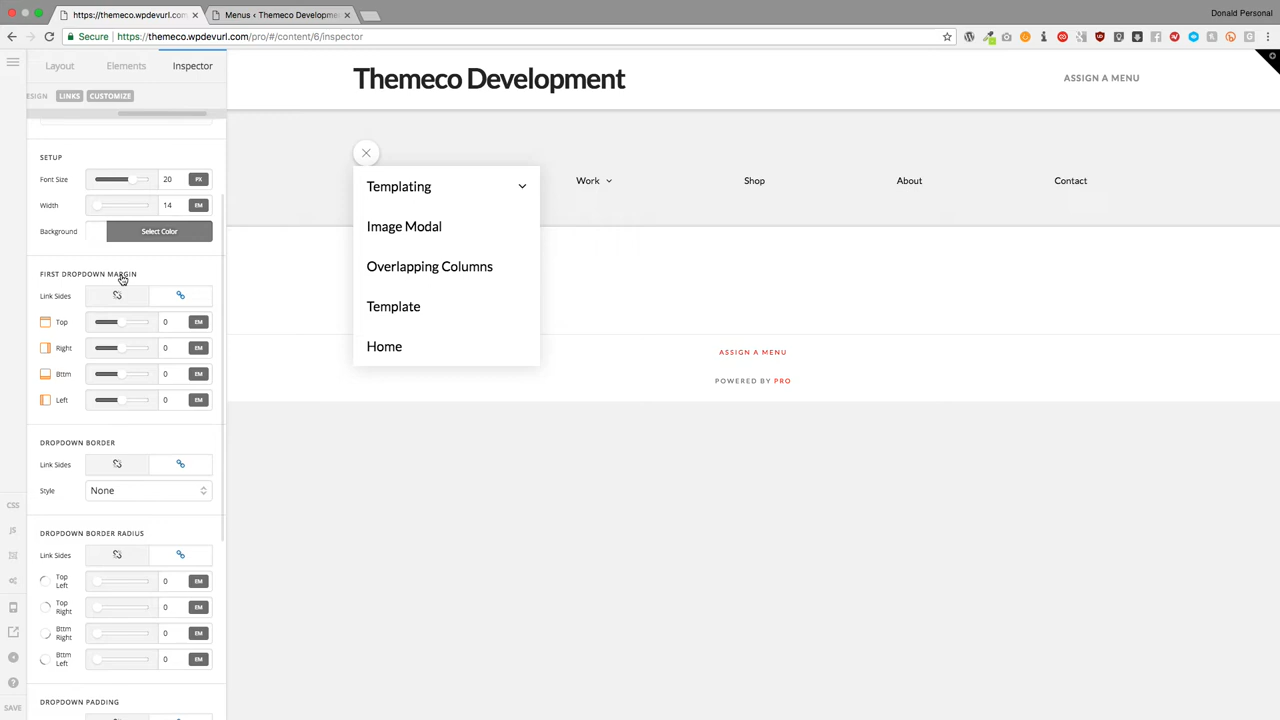 https://themeco.wpdevurl.com
Menus ‹ Themeco Developmen
Donald Personal
Secure
https://themeco.wpdevurl.com/pro/#/content/6/inspector
Layout
Elements
Inspector
ESIGN
LINKS
CUSTOMIZE
Themeco Development
ASSIGN A MENU
SETUP
Font Size
20
PX
Width
14
EM
Background
Select Color
Templating
Image Modal
Overlapping Columns
Template
Home
Work
Shop
About
Contact
FIRST DROPDOWN MARGIN
Link Sides
Top
0
EM
Right
0
EM
Bttm
0
EM
Left
0
EM
ASSIGN A MENU
POWERED BY PRO
DROPDOWN BORDER
Link Sides
Style
None
DROPDOWN BORDER RADIUS
Link Sides
Top
Left
0
EM
Top
Right
0
EM
Bttm
Right
0
EM
Bttm
Left
0
EM
DROPDOWN PADDING
CSS
JS
SAVE